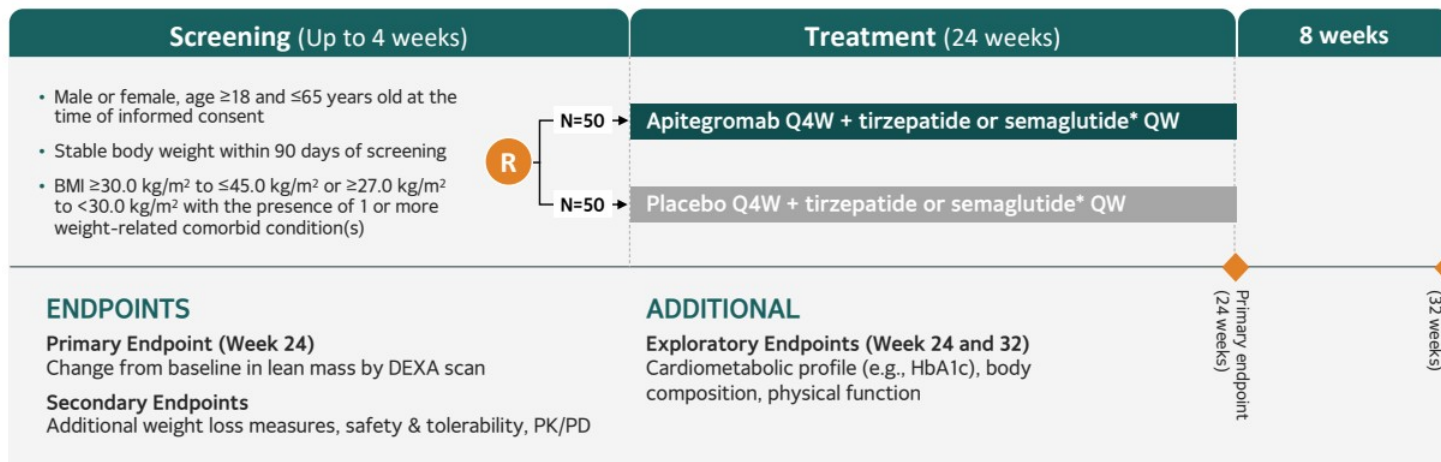 Screening (Up to 4 weeks)
Treatment (24 weeks)
8 weeks
• Male or female, age ≥18 and ≤65 years old at the
time of informed consent
• Stable body weight within 90 days of screening
• BMI ≥30.0 kg/m² to ≤45.0 kg/m² or ≥27.0 kg/m²
to <30.0 kg/m² with the presence of 1 or more
weight-related comorbid condition(s)
R
N=50
Apitegromab Q4W + tirzepatide or semaglutide* QW
N=50
Placebo Q4W + tirzepatide or semaglutide* QW
ENDPOINTS
Primary Endpoint (Week 24)
Change from baseline in lean mass by DEXA scan
Secondary Endpoints
Additional weight loss measures, safety & tolerability, PK/PD
ADDITIONAL
Exploratory Endpoints (Week 24 and 32)
Cardiometabolic profile (e.g., HbA1c), body
composition, physical function
Primary endpoint
(24 weeks)
(32 weeks)